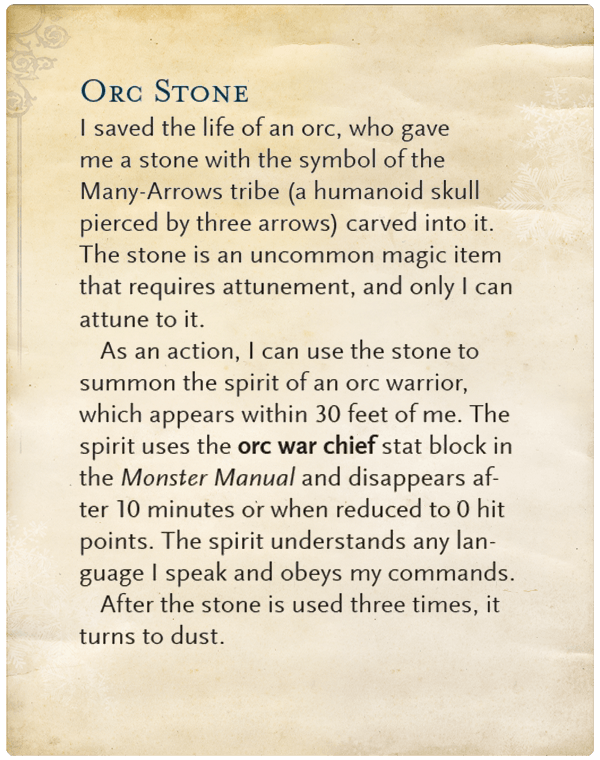 Orc Stone
I saved the life of an orc, who gave
me a stone with the symbol of the
Many-Arrows tribe (a humanoid skull
pierced by three arrows) carved into it.
The stone is an uncommon magic item
that requires attunement, and only I can
attune to it.
As an action, I can use the stone to
summon the spirit of an orc warrior,
which appears within 30 feet of me. The
spirit uses the orc war chief stat block in
the Monster Manual and disappears af-
ter 10 minutes or when reduced to 0 hit
points. The spirit understands any lan-
guage I speak and obeys my commands.
After the stone is used three times, it
turns to dust.